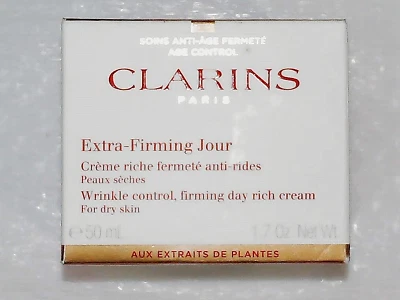 SOINS ANTI-ÂGE FERMETÉ
AGE CONTROL
CLARINS
PARIS
Extra-Firming Jour
Crème riche fermeté anti-rides
Peaux sèches
Wrinkle control, firming day rich cream
For dry skin
℮ 50 mL 1.7 Oz. Net Wt.
AUX EXTRAITS DE PLANTES